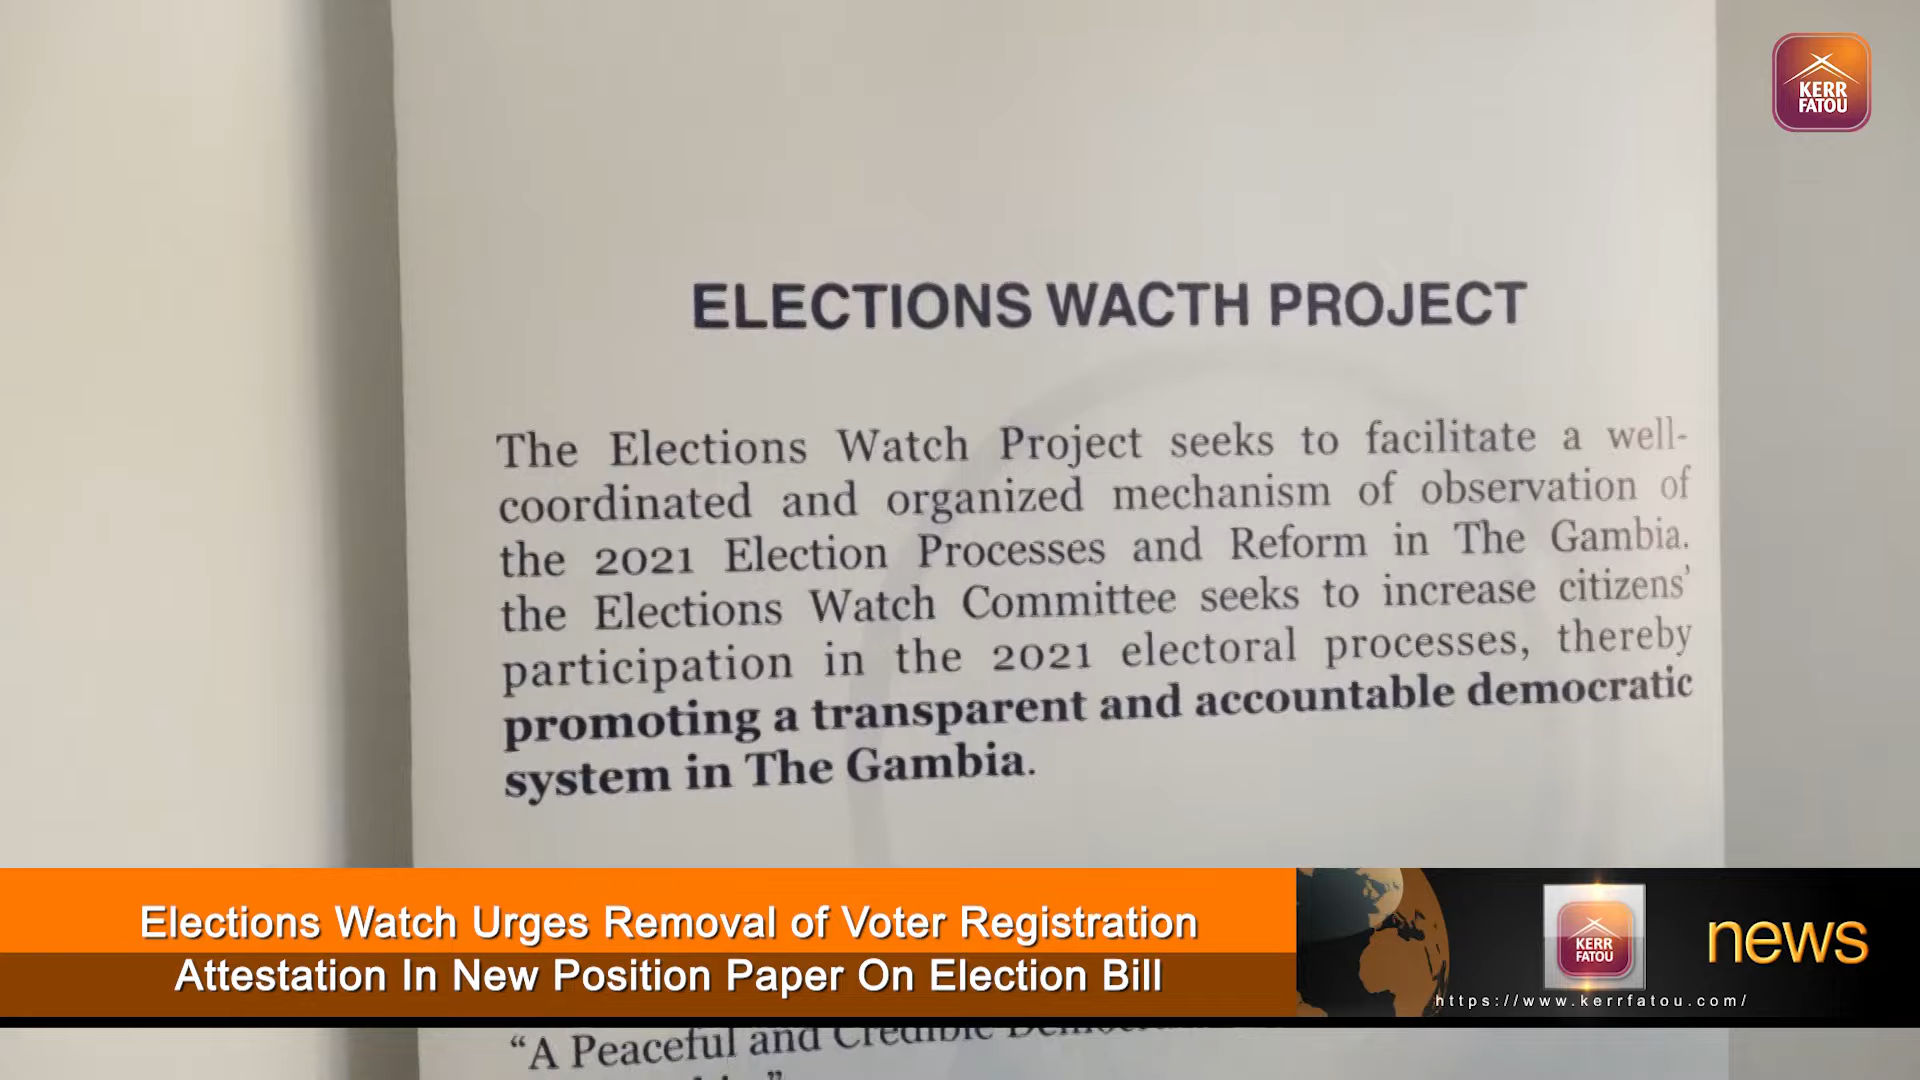 KERR
FATOU
ELECTIONS WACTH PROJECT
The Elections Watch Project seeks to facilitate a well-
coordinated and organized mechanism of observation of
the 2021 Election Processes and Reform in The Gambia.
the Elections Watch Committee seeks to increase citizens’
participation in the 2021 electoral processes, thereby
promoting a transparent and accountable democratic
system in The Gambia.
Elections Watch Urges Removal of Voter Registration
Attestation In New Position Paper On Election Bill
KERR
FATOU
news
https://www.kerrfatou.com/
“A Peaceful and Credible